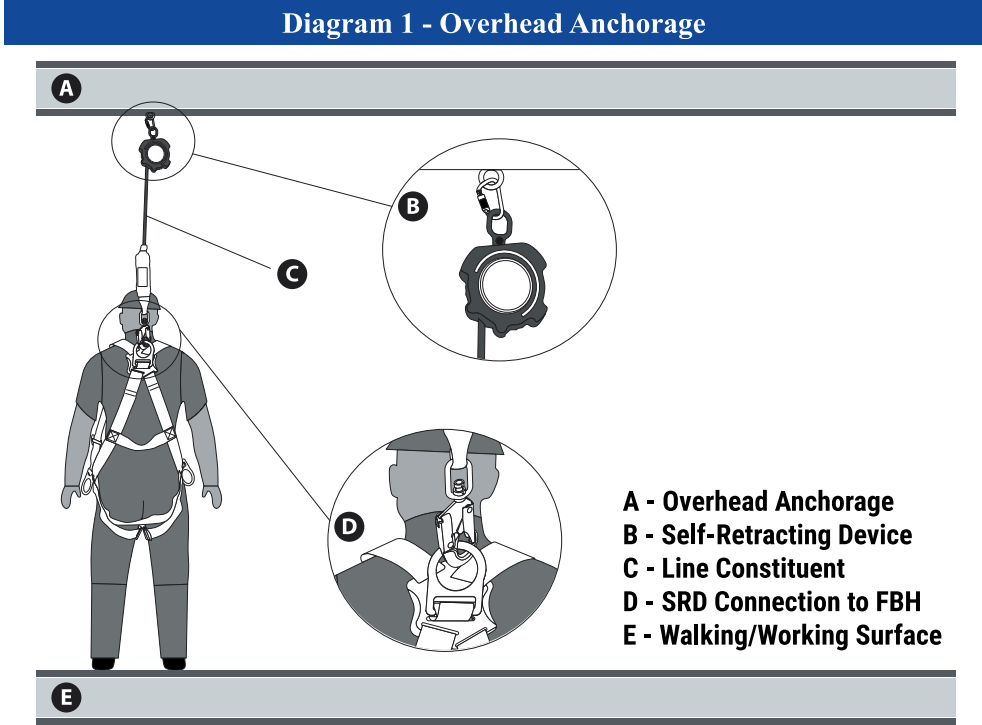 Diagram 1 - Overhead Anchorage
A
B
C
D
A - Overhead Anchorage
B - Self-Retracting Device
C - Line Constituent
D - SRD Connection to FBH
E - Walking/Working Surface
E